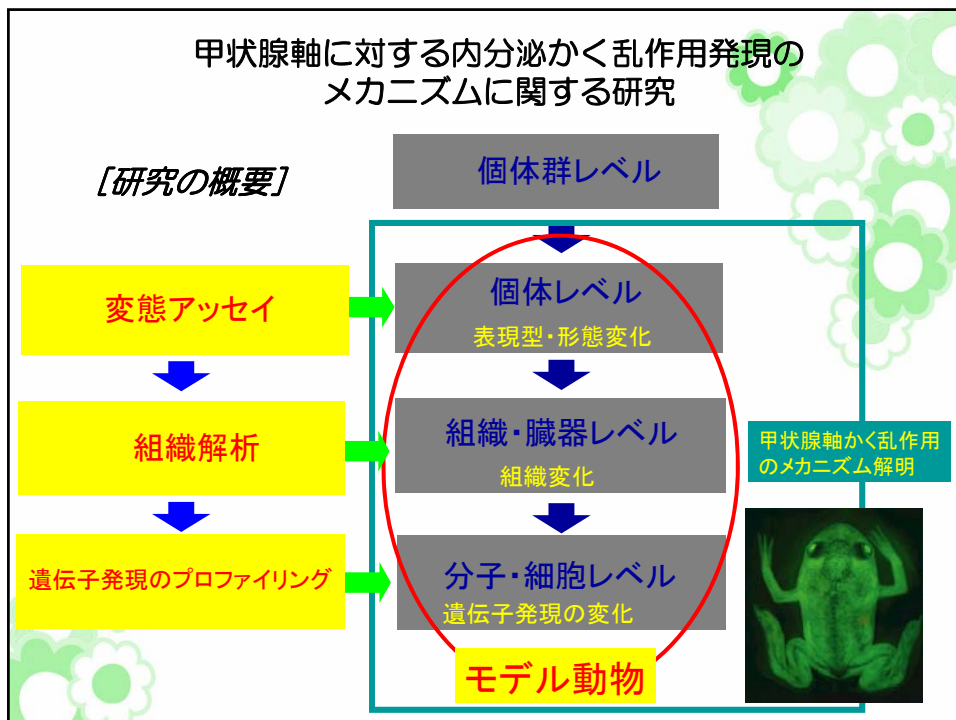 甲状腺軸に対する内分泌かく乱作用発現の
メカニズムに関する研究
[研究の概要]
個体群レベル
変態アッセイ
個体レベル
表現型・形態変化
組織解析
組織・臓器レベル
組織変化
甲状腺軸かく乱作用
のメカニズム解明
遺伝子発現のプロファイリング
分子・細胞レベル
遺伝子発現の変化
モデル動物